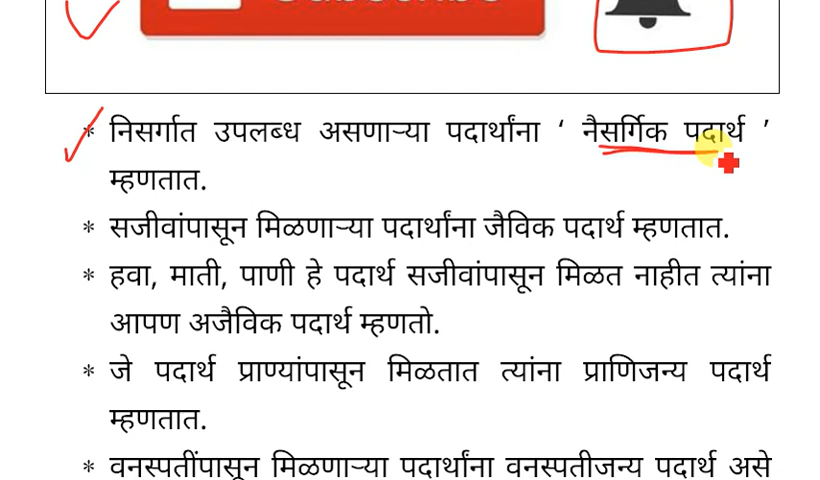 * निसर्गात उपलब्ध असणाऱ्या पदार्थांना ‘ नैसर्गिक पदार्थ ’
म्हणतात.
* सजीवांपासून मिळणाऱ्या पदार्थांना जैविक पदार्थ म्हणतात.
* हवा, माती, पाणी हे पदार्थ सजीवांपासून मिळत नाहीत त्यांना
आपण अजैविक पदार्थ म्हणतो.
* जे पदार्थ प्राण्यांपासून मिळतात त्यांना प्राणिजन्य पदार्थ
म्हणतात.
* वनस्पतींपासून मिळणाऱ्या पदार्थांना वनस्पतीजन्य पदार्थ असे